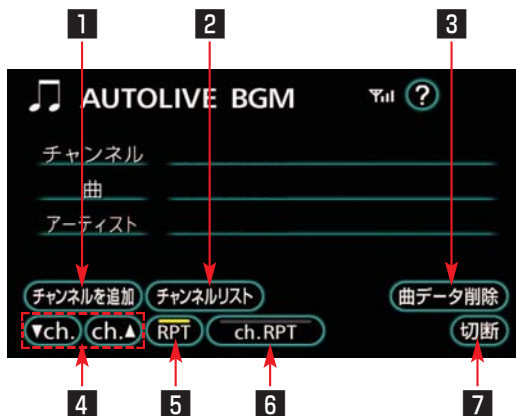 1 2 3
AUTOLIVE BGM ?
チャンネル
曲
アーティスト
チャンネルを追加 チャンネルリスト 曲データ削除
▼ch. ch.▲ RPT ch.RPT 切断
4 5 6 7